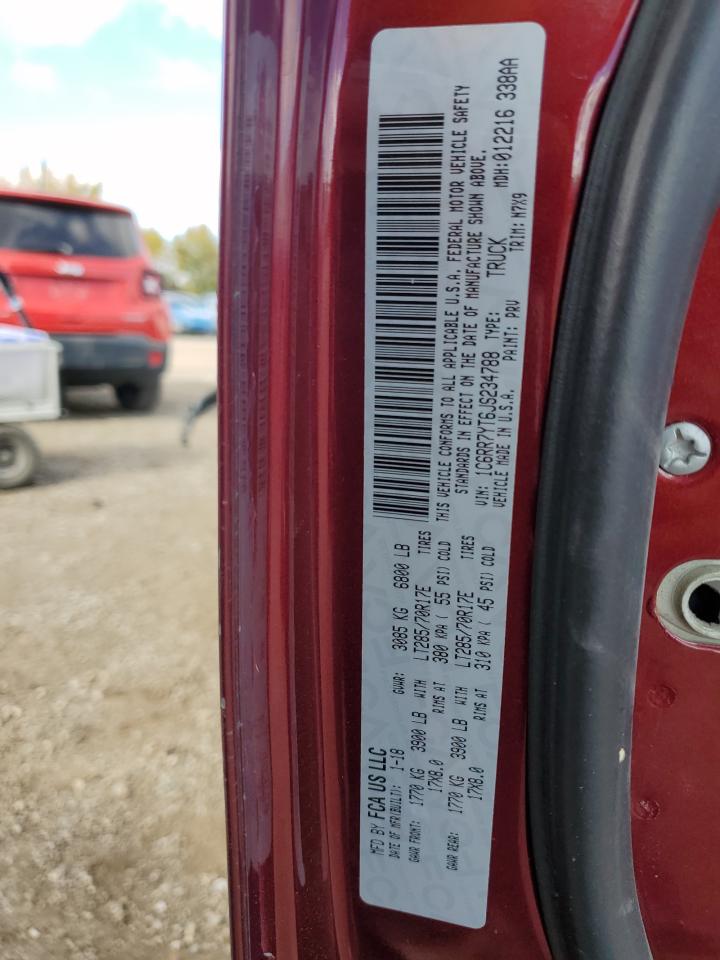 MFD BY FCA US LLC
DATE OF MFR(BUILT): 1-18 GVWR: 3085 KG 6800 LB
GAWR FRONT: 1770 KG 3900 LB WITH LT285/70R17E TIRES
17X8.0 RIMS AT 380 KPA ( 55 PSI) COLD
GAWR REAR: 1770 KG 3900 LB WITH LT285/70R17E TIRES
17X8.0 RIMS AT 310 KPA ( 45 PSI) COLD
THIS VEHICLE CONFORMS TO ALL APPLICABLE U.S.A. FEDERAL MOTOR VEHICLE SAFETY
STANDARDS IN EFFECT ON THE DATE OF MANUFACTURE SHOWN ABOVE.
VIN: 1C6RR7YT6JS234788 TYPE: TRUCK MDH:012216 338AA
VEHICLE MADE IN U.S.A. PAINT: PRV TRIM: N7X9
Jeep